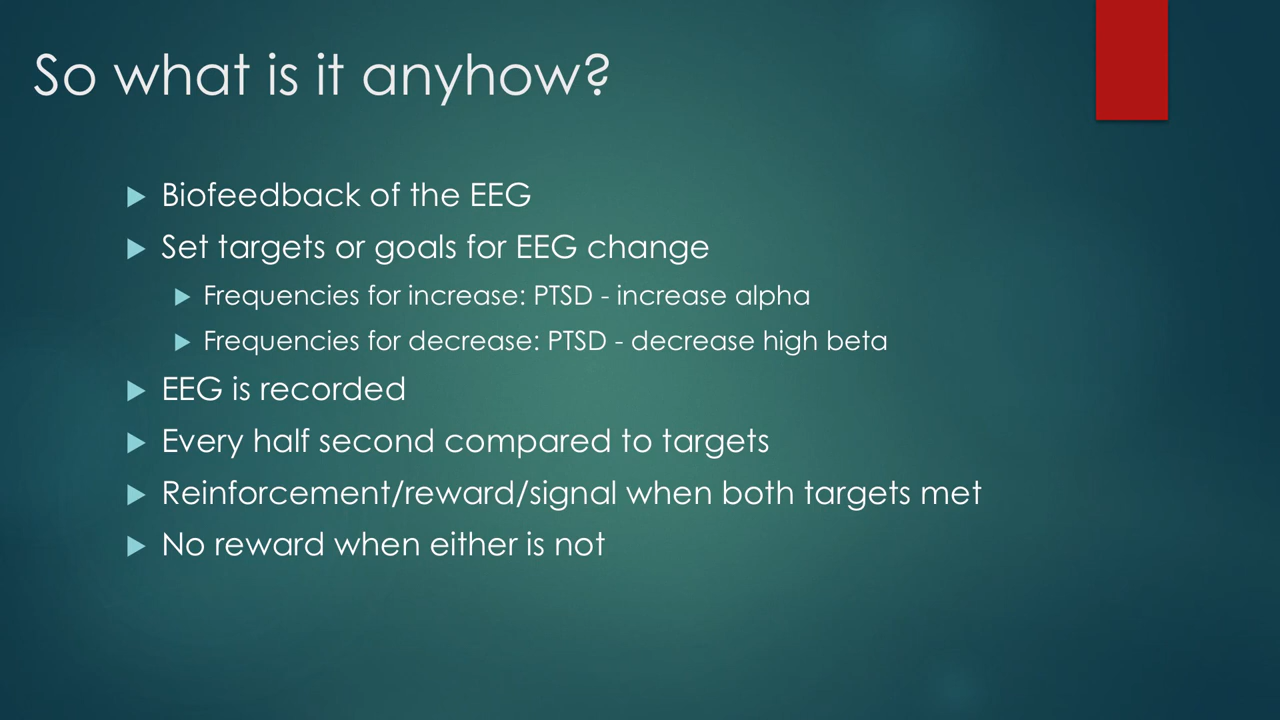 So what is it anyhow?
Biofeedback of the EEG
Set targets or goals for EEG change
Frequencies for increase: PTSD - increase alpha
Frequencies for decrease: PTSD - decrease high beta
EEG is recorded
Every half second compared to targets
Reinforcement/reward/signal when both targets met
No reward when either is not